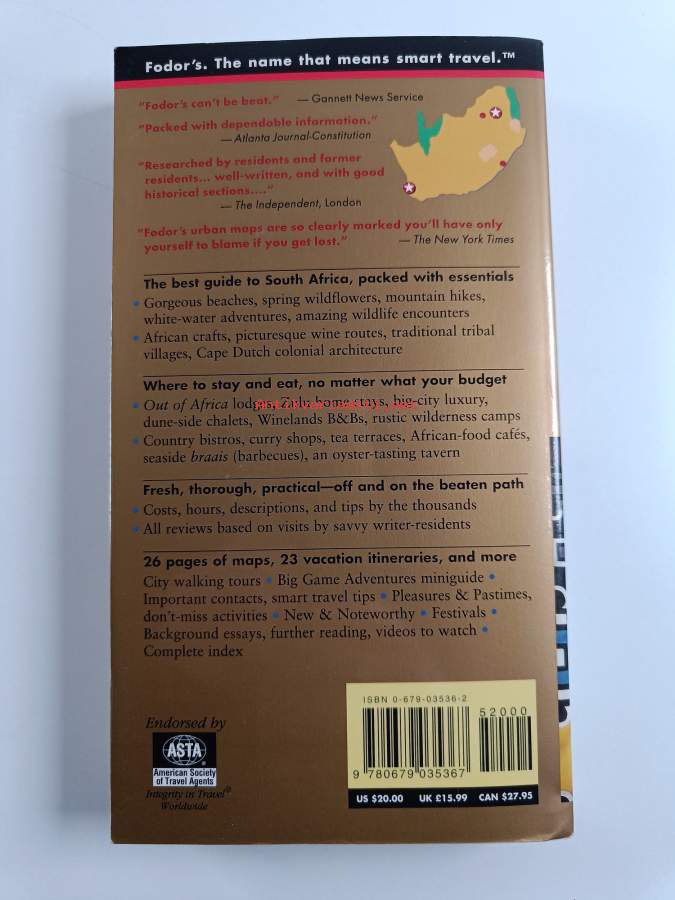 Fodor's. The name that means smart travel.™
"Fodor's can't be beat." — Gannett News Service
"Packed with dependable information."
— Atlanta Journal-Constitution
"Researched by residents and former
residents... well-written, and with good
historical sections...."
— The Independent, London
"Fodor's urban maps are so clearly marked you'll have only
yourself to blame if you get lost." — The New York Times
The best guide to South Africa, packed with essentials
• Gorgeous beaches, spring wildflowers, mountain hikes,
white-water adventures, amazing wildlife encounters
• African crafts, picturesque wine routes, traditional tribal
villages, Cape Dutch colonial architecture
Where to stay and eat, no matter what your budget
• Out of Africa lodges, Zulu home stays, big-city luxury,
dune-side chalets, Winelands B&Bs, rustic wilderness camps
• Country bistros, curry shops, tea terraces, African-food cafés,
seaside braais (barbecues), an oyster-tasting tavern
Fresh, thorough, practical—off and on the beaten path
• Costs, hours, descriptions, and tips by the thousands
• All reviews based on visits by savvy writer-residents
26 pages of maps, 23 vacation itineraries, and more
City walking tours • Big Game Adventures miniguide •
Important contacts, smart travel tips • Pleasures & Pastimes,
don't-miss activities • New & Noteworthy • Festivals •
Background essays, further reading, videos to watch •
Complete index
Endorsed by
ASTA
American Society
of Travel Agents
Integrity in Travel®
Worldwide
ISBN 0-679-03536-2
52000
9 780679 035367
US $20.00 UK £15.99 CAN $27.95